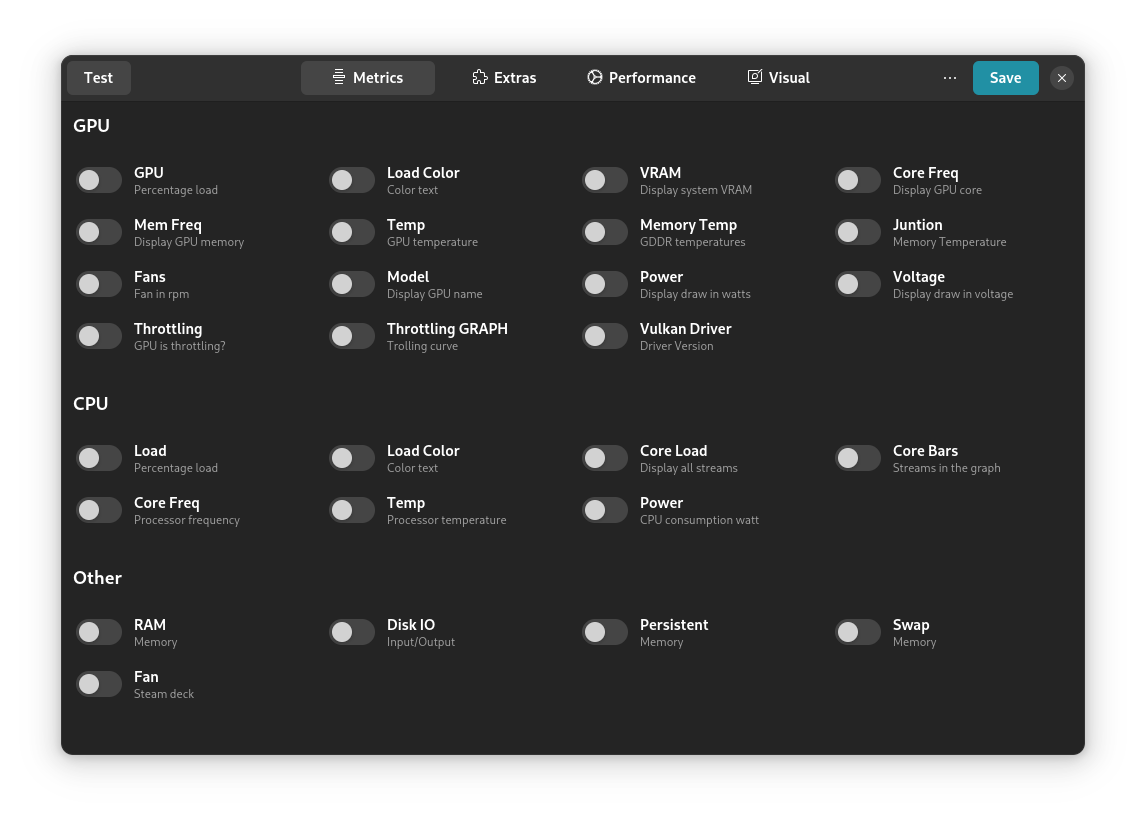 Test
Metrics
Extras
Performance
Visual
...
Save
GPU
GPU
Percentage load
Load Color
Color text
VRAM
Display system VRAM
Core Freq
Display GPU core
Mem Freq
Display GPU memory
Temp
GPU temperature
Memory Temp
GDDR temperatures
Juntion
Memory Temperature
Fans
Fan in rpm
Model
Display GPU name
Power
Display draw in watts
Voltage
Display draw in voltage
Throttling
GPU is throttling?
Throttling GRAPH
Trolling curve
Vulkan Driver
Driver Version
CPU
Load
Percentage load
Load Color
Color text
Core Load
Display all streams
Core Bars
Streams in the graph
Core Freq
Processor frequency
Temp
Processor temperature
Power
CPU consumption watt
Other
RAM
Memory
Disk IO
Input/Output
Persistent
Memory
Swap
Memory
Fan
Steam deck